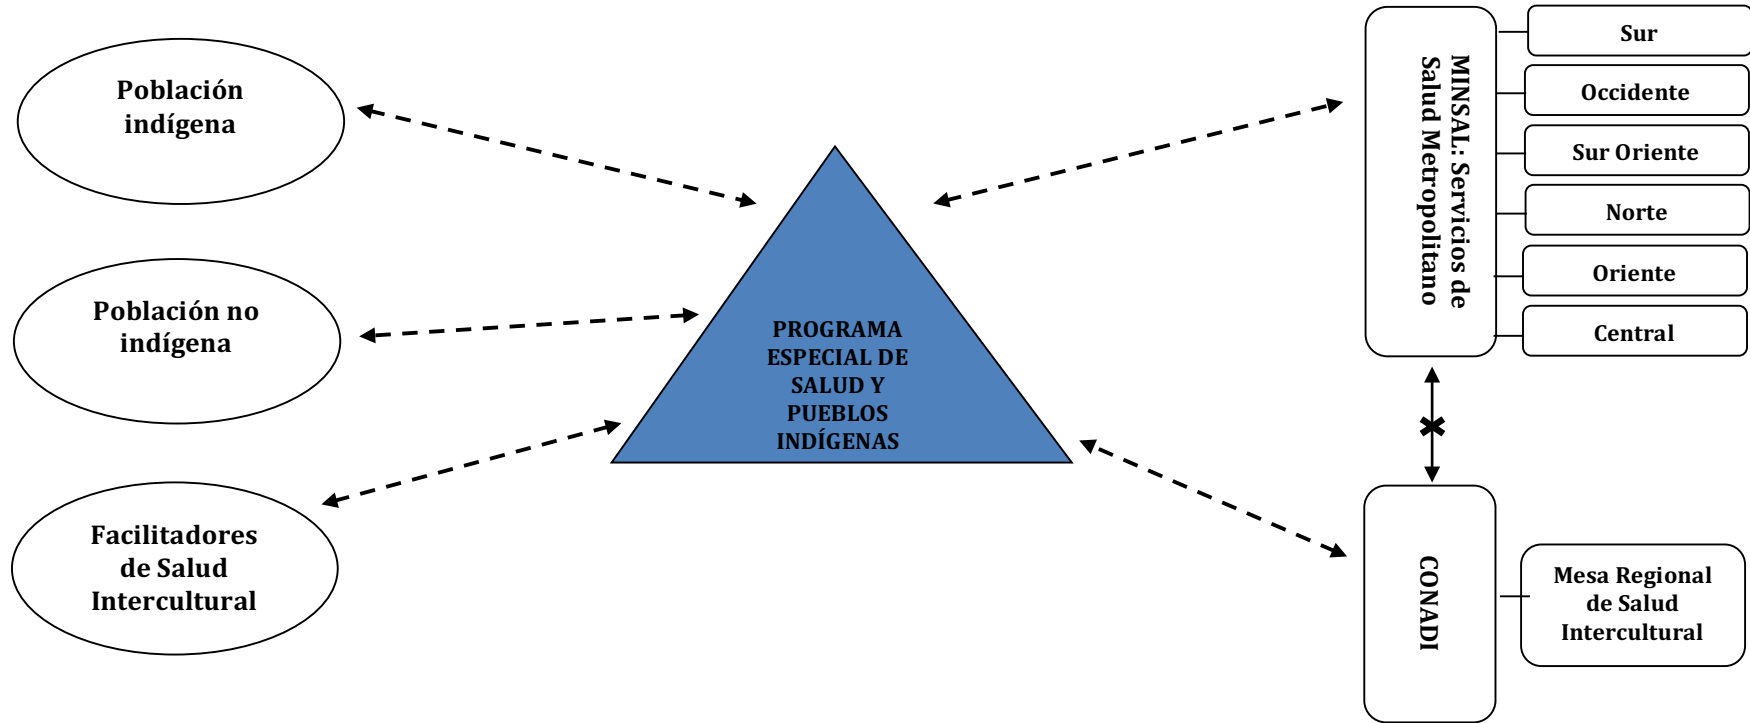 Población
indígena
Población no
indígena
Facilitadores
de Salud
Intercultural
PROGRAMA
ESPECIAL DE
SALUD Y
PUEBLOS
INDÍGENAS
MINSAL: Servicios de
Salud Metropolitano
Sur
Occidente
Sur Oriente
Norte
Oriente
Central
CONADI
Mesa Regional
de Salud
Intercultural